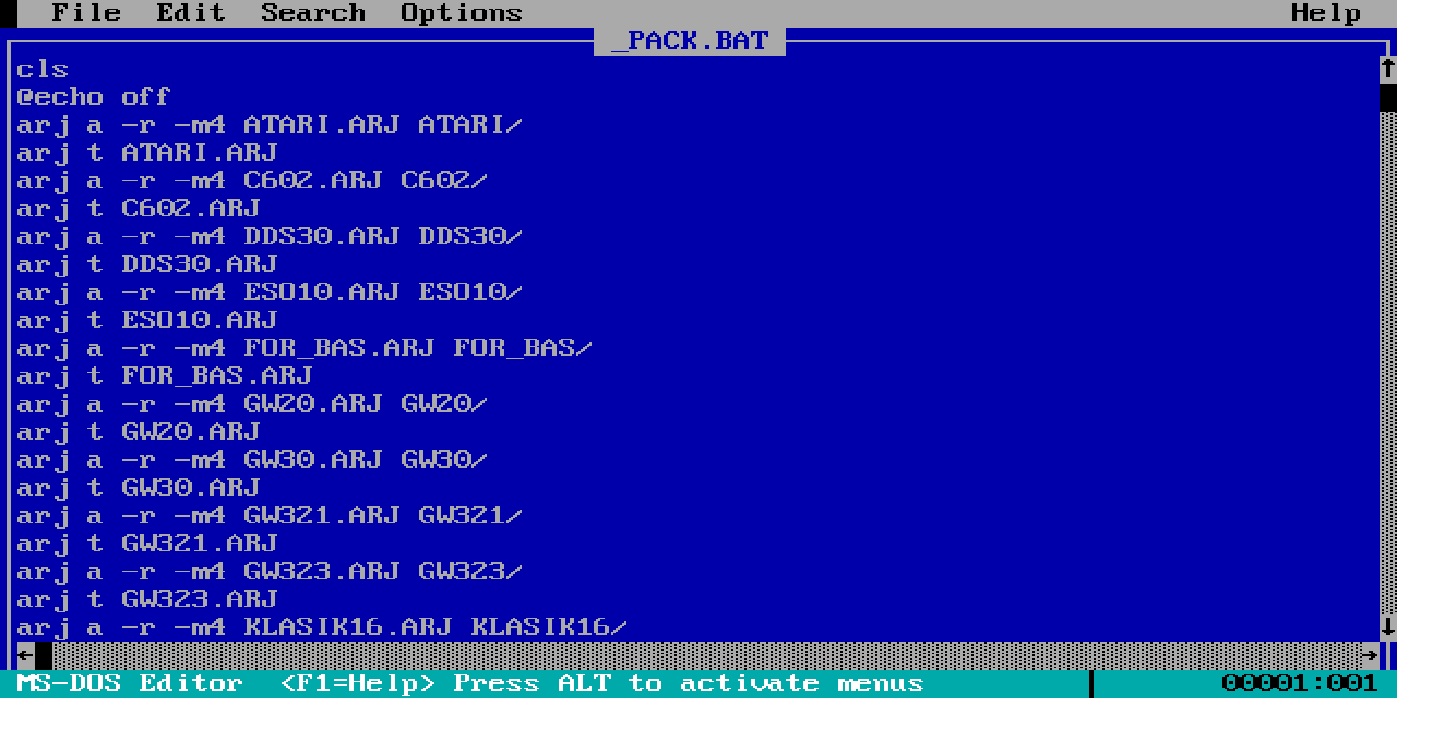 File Edit Search Options Help
_PACK.BAT
cls
@echo off
arj a -r -m4 ATARI.ARJ ATARI/
arj t ATARI.ARJ
arj a -r -m4 C602.ARJ C602/
arj t C602.ARJ
arj a -r -m4 DDS30.ARJ DDS30/
arj t DDS30.ARJ
arj a -r -m4 ESO10.ARJ ESO10/
arj t ESO10.ARJ
arj a -r -m4 FOR_BAS.ARJ FOR_BAS/
arj t FOR_BAS.ARJ
arj a -r -m4 GW20.ARJ GW20/
arj t GW20.ARJ
arj a -r -m4 GW30.ARJ GW30/
arj t GW30.ARJ
arj a -r -m4 GW321.ARJ GW321/
arj t GW321.ARJ
arj a -r -m4 GW323.ARJ GW323/
arj t GW323.ARJ
arj a -r -m4 KLASIK16.ARJ KLASIK16/
MS-DOS Editor <F1=Help> Press ALT to activate menus 00001:001